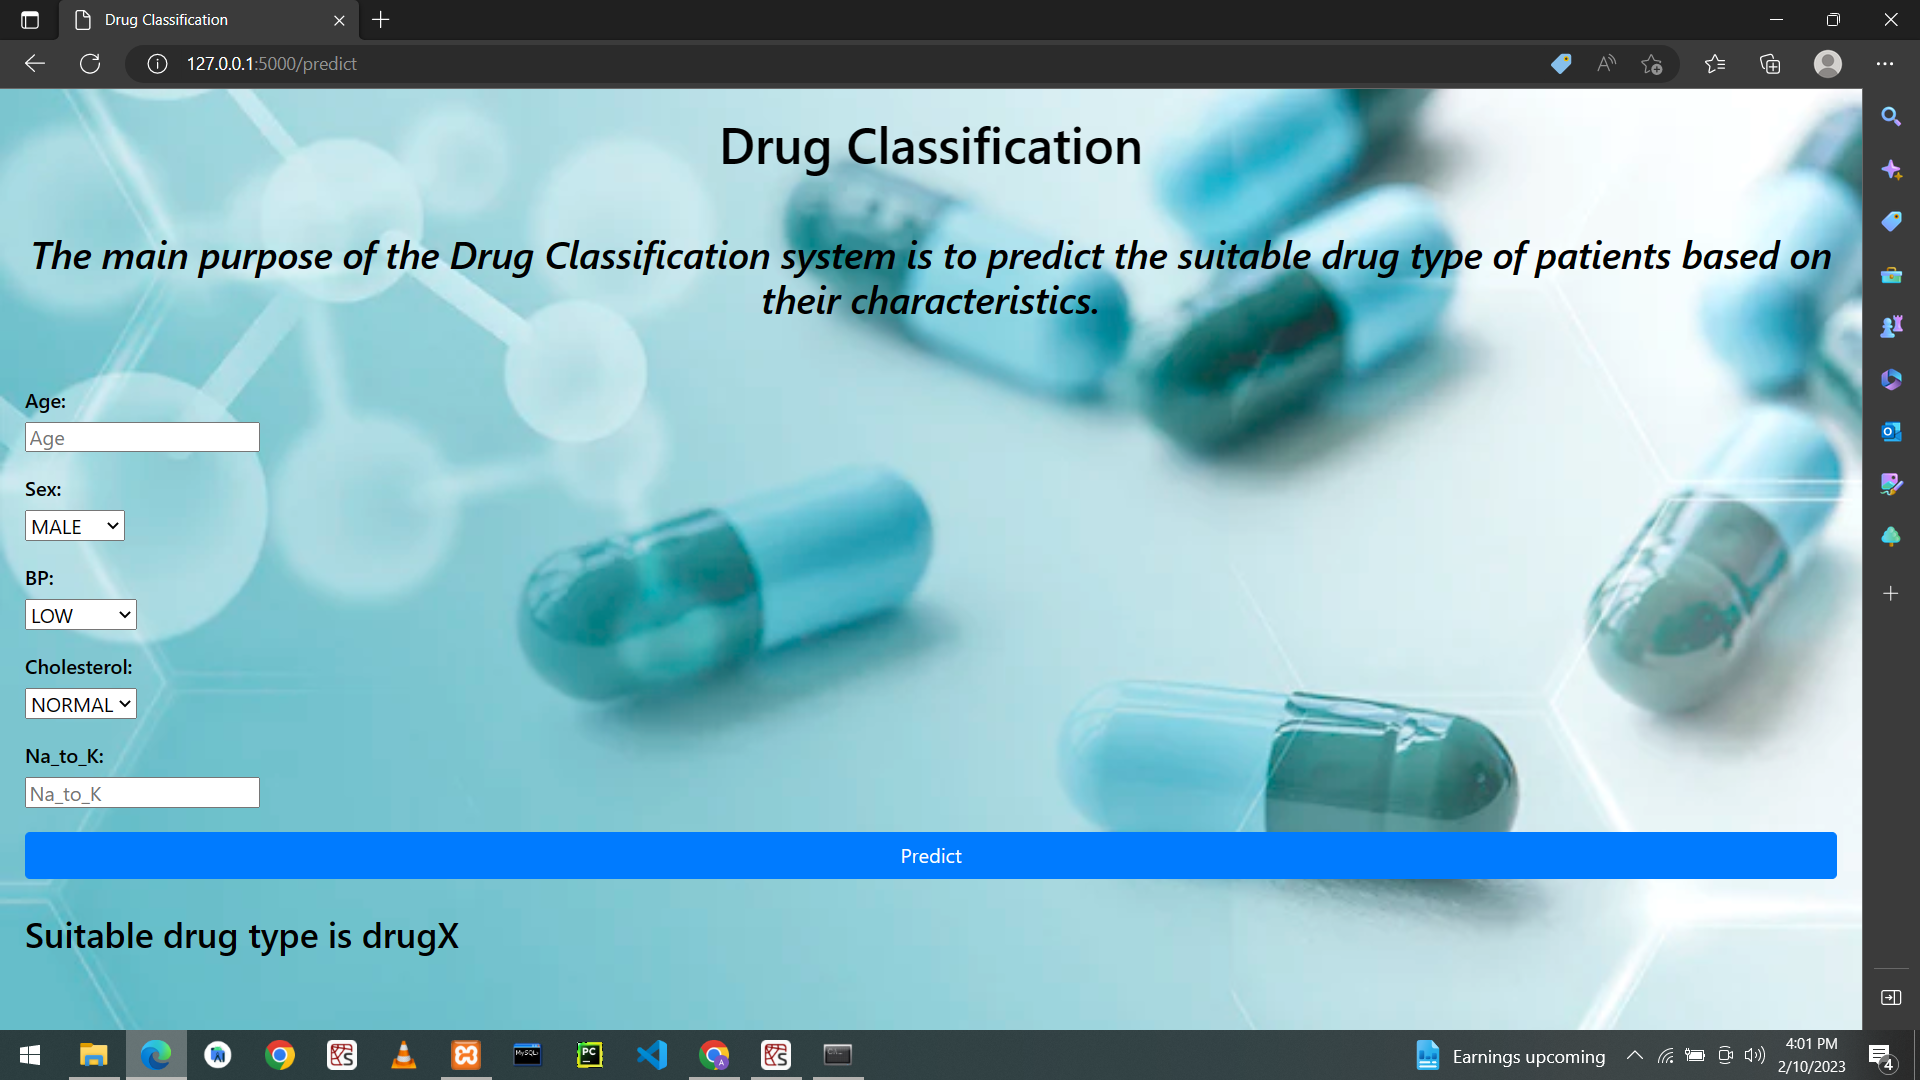 Drug Classification
127.0.0.1:5000/predict
Drug Classification
The main purpose of the Drug Classification system is to predict the suitable drug type of patients based on
their characteristics.
Age:
Age
Sex:
MALE
BP:
LOW
Cholesterol:
NORMAL
Na_to_K:
Na_to_K
Predict
Suitable drug type is drugX
Earnings upcoming
4:01 PM
2/10/2023
4